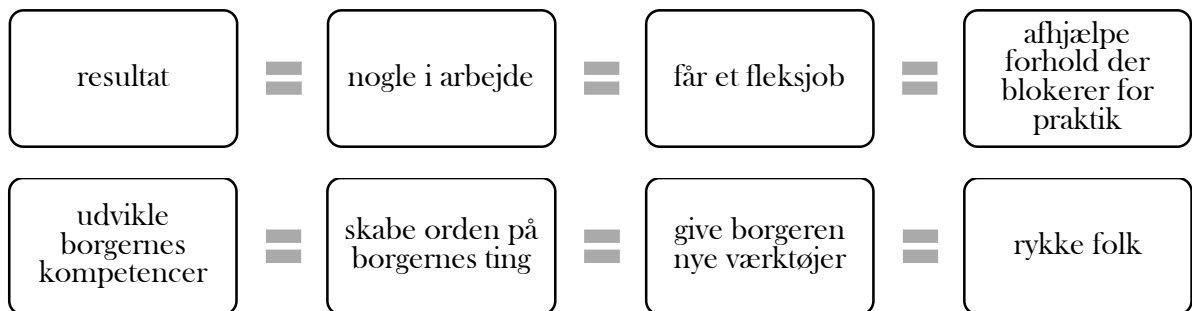 resultat
=
nogle i arbejde
=
får et fleksjob
=
afhjælpe
forhold der
blokerer for
praktik
udvikle
borgernes
kompetencer
=
skabe orden på
borgernes ting
=
give borgeren
nye værktøjer
=
rykke folk